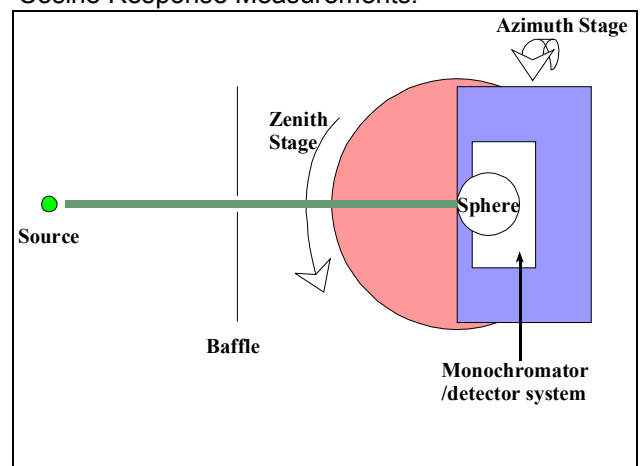 Cosine Response Measurements:
Azimuth Stage
Zenith
Stage
Sphere
Source
Baffle
Monochromator
/detector system